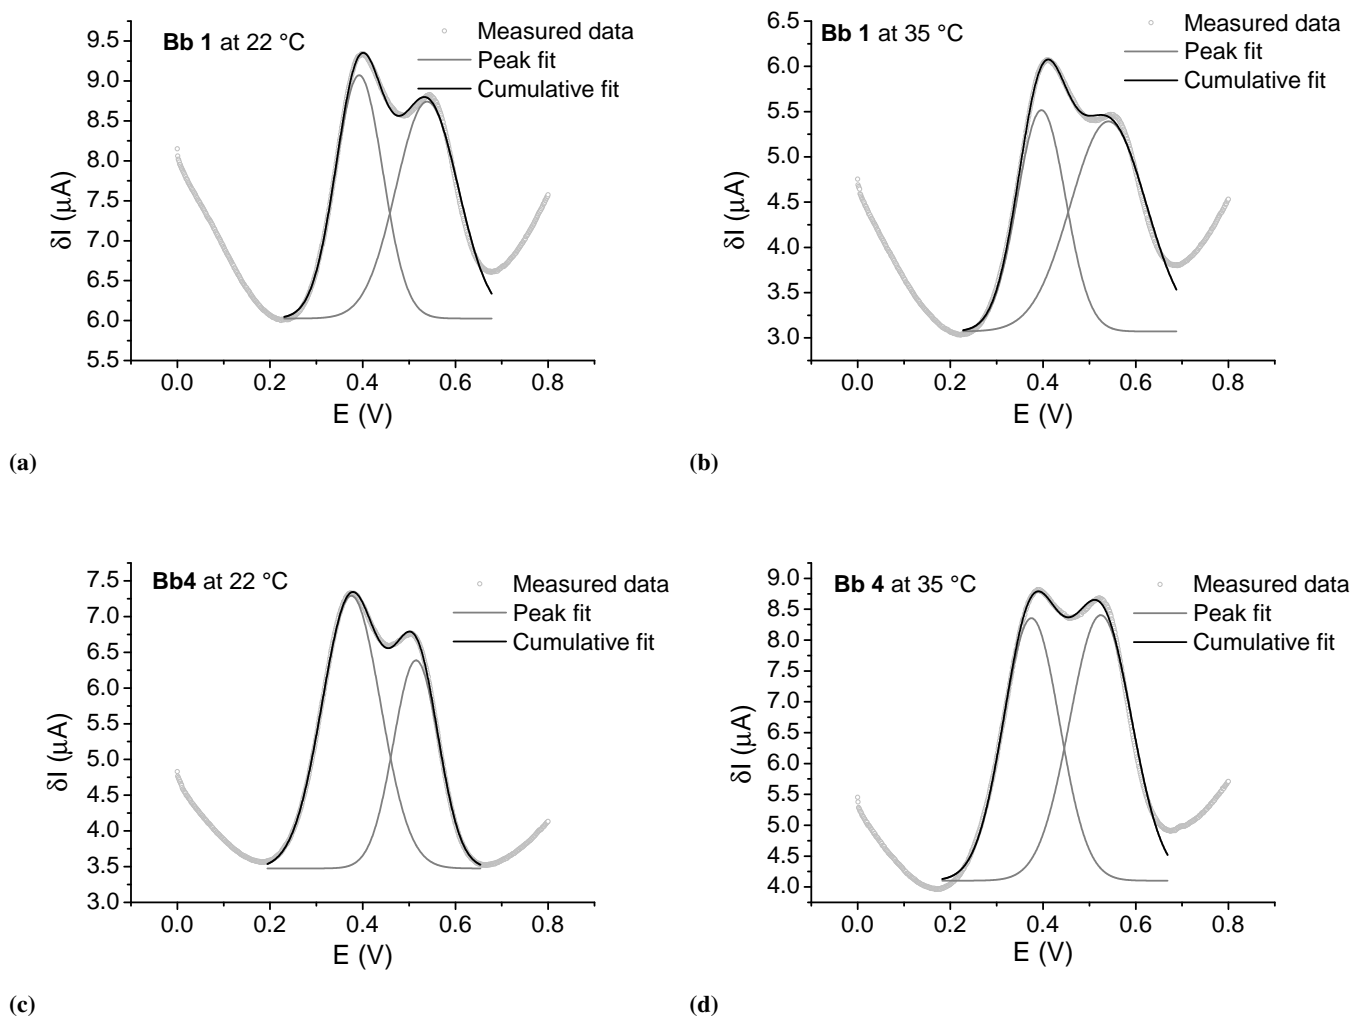 Bb 1 at 22 °C
Measured data
Peak fit
Cumulative fit
9.5
9.0
8.5
8.0
7.5
7.0
6.5
6.0
5.5
δI (μA)
0.0 0.2 0.4 0.6 0.8
E (V)
(a)
Bb 1 at 35 °C
Measured data
Peak fit
Cumulative fit
6.5
6.0
5.5
5.0
4.5
4.0
3.5
3.0
δI (μA)
0.0 0.2 0.4 0.6 0.8
E (V)
(b)
Bb4 at 22 °C
Measured data
Peak fit
Cumulative fit
7.5
7.0
6.5
6.0
5.5
5.0
4.5
4.0
3.5
3.0
δI (μA)
0.0 0.2 0.4 0.6 0.8
E (V)
(c)
Bb 4 at 35 °C
Measured data
Peak fit
Cumulative fit
9.0
8.5
8.0
7.5
7.0
6.5
6.0
5.5
5.0
4.5
4.0
δI (μA)
0.0 0.2 0.4 0.6 0.8
E (V)
(d)